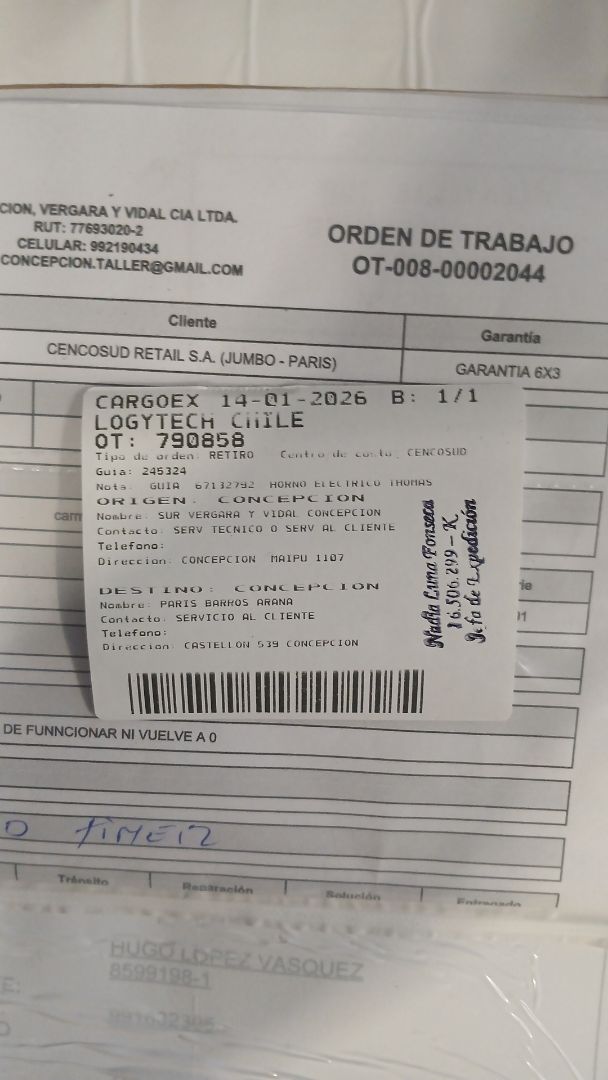 CION, VERGARA Y VIDAL CIA LTDA.
RUT: 77693020-2
CELULAR: 992190434
CONCEPCION.TALLER@GMAIL.COM
ORDEN DE TRABAJO
OT-008-00002044
Cliente
Garantía
CENCOSUD RETAIL S.A. (JUMBO - PARIS)
GARANTIA 6X3
CARGOEX 14-01-2026 B: 1/1
LOGYTECH CHILE
OT: 790858
Tipo de orden: RETIRO Centro de costo: CENCOSUD
Guia: 245324
Nota: GUIA 67132792 HORNO ELECTRICO THOMAS
ORIGEN: CONCEPCION
Nombre: SUR VERGARA Y VIDAL CONCEPCION
Contacto: SERV TECNICO O SERV AL CLIENTE
Telefono:
Direccion: CONCEPCION MAIPU 1107
DESTINO: CONCEPCION
Nombre: PARIS BARROS ARANA
Contacto: SERVICIO AL CLIENTE
Telefono:
Direccion: CASTELLON 539 CONCEPCION
Nadia Luna Fonseca
16.506.299-K
Jefa de Expedición
DE FUNNCIONAR NI VUELVE A 0
TIMER
Tránsito
Reparación
Solución
Entregado
HUGO LOPEZ VASQUEZ
8599198-1